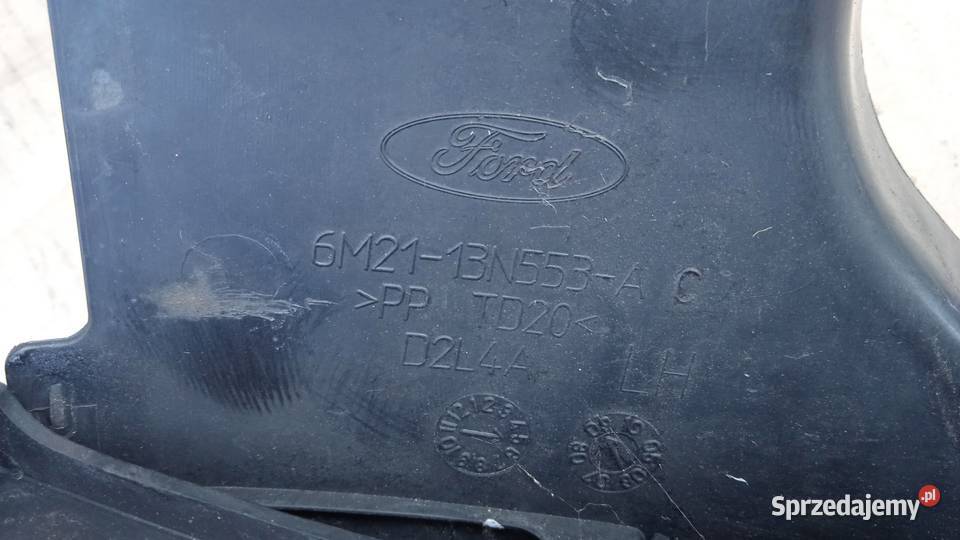 Ford
6M21-13N553-A C
>PP TD20<
D2L4A LH
Sprzedajemy.pl